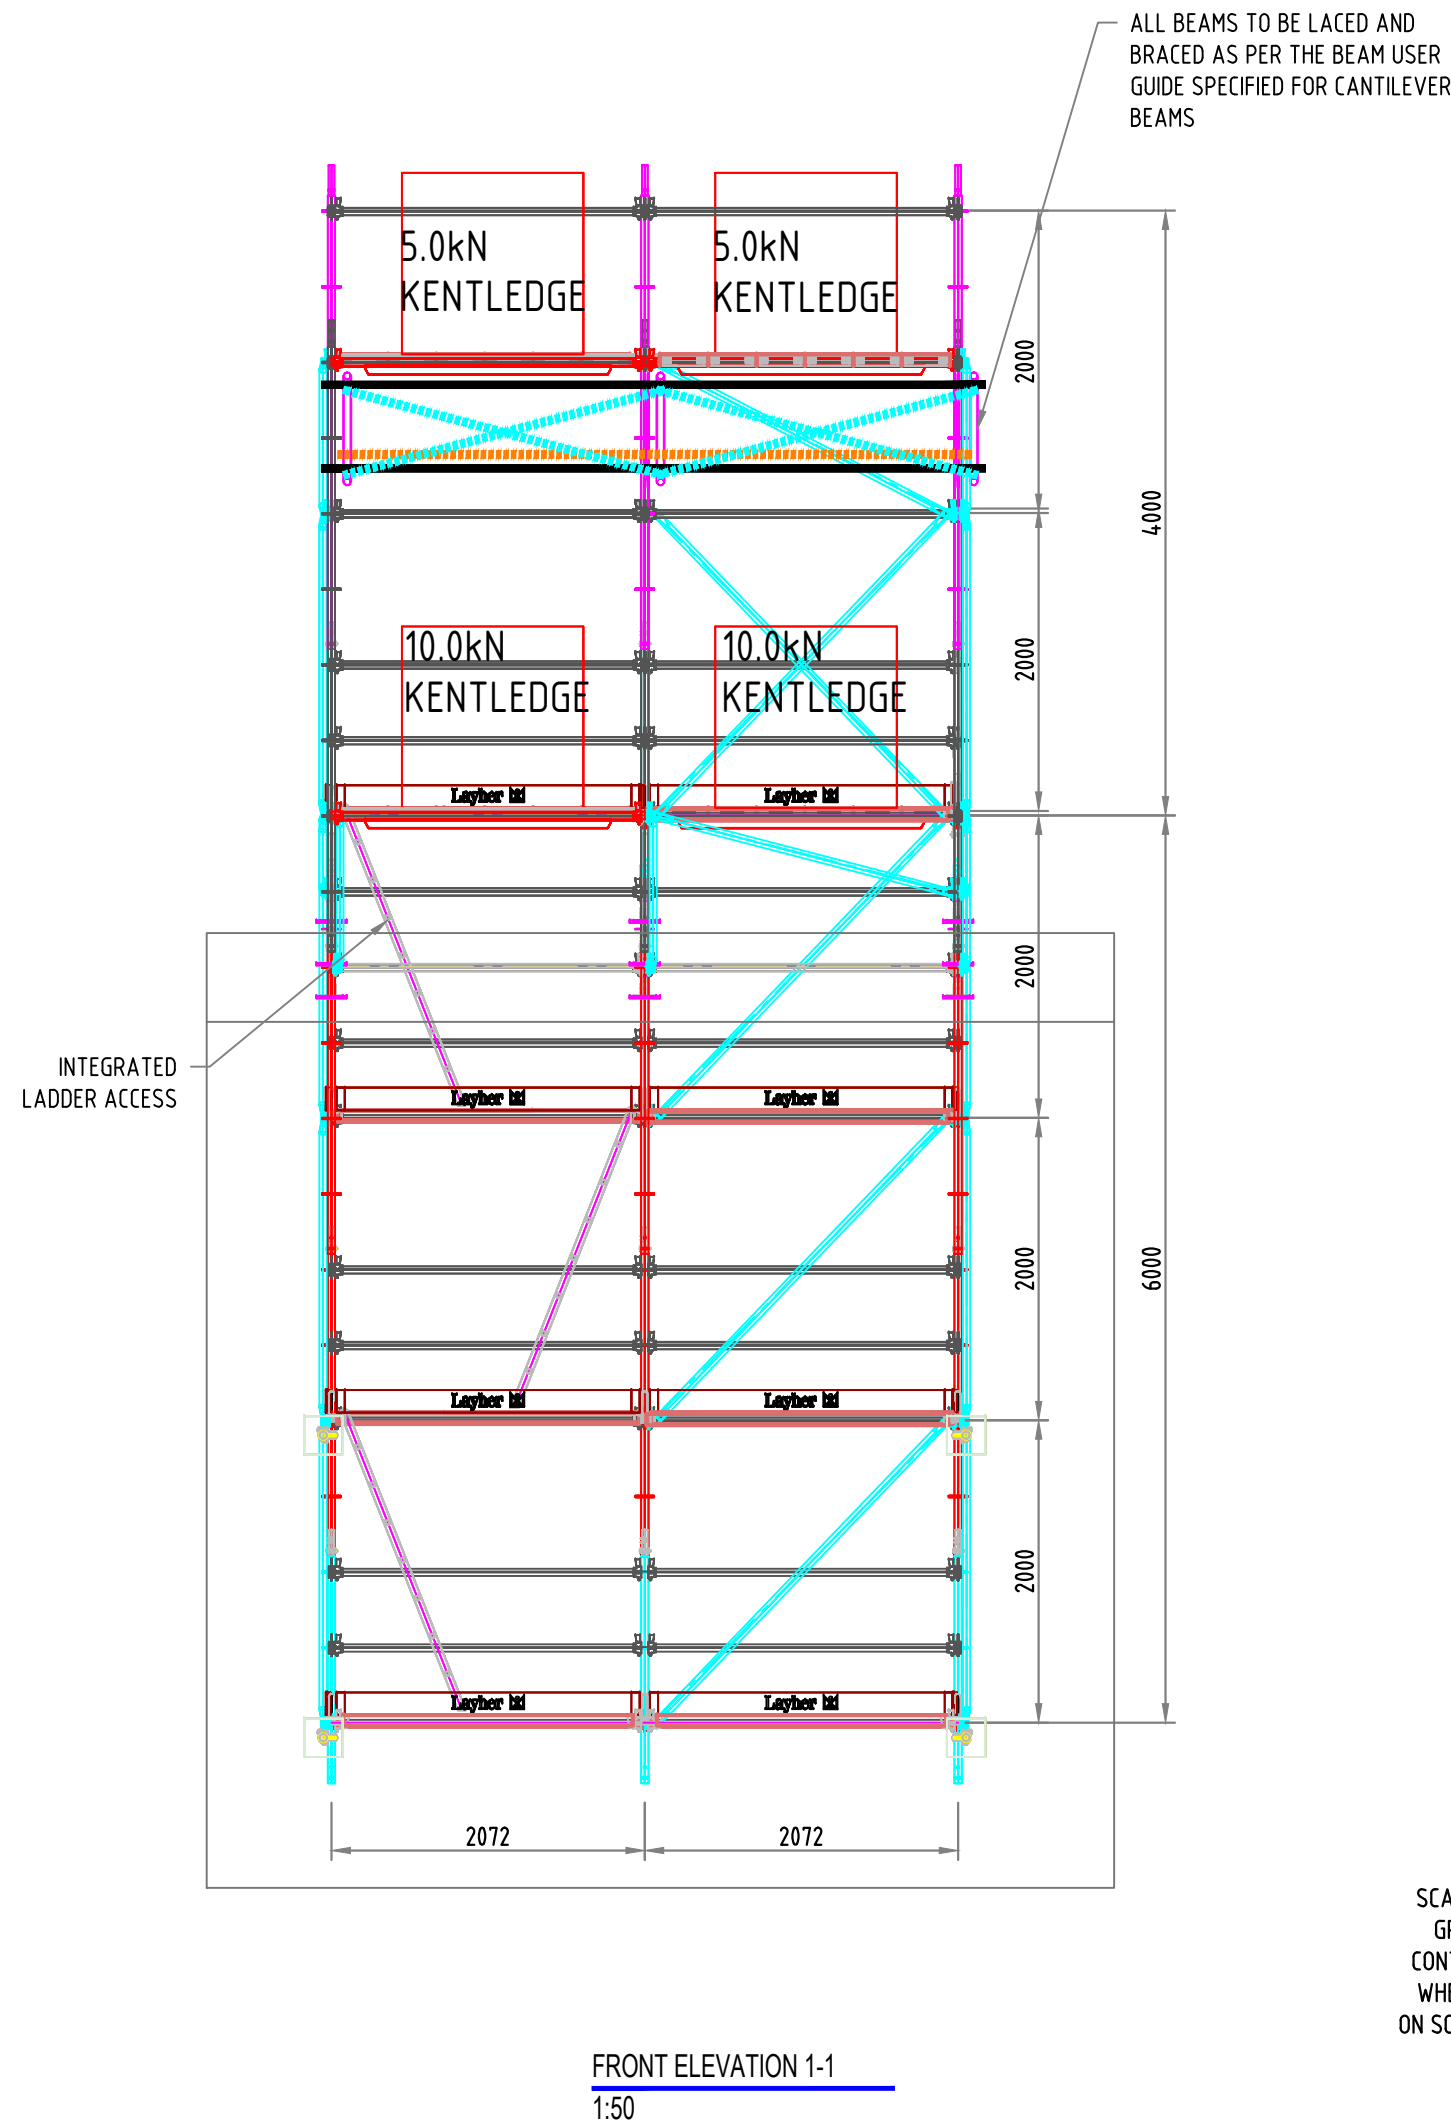 ALL BEAMS TO BE LACED AND
BRACED AS PER THE BEAM USER
GUIDE SPECIFIED FOR CANTILEVER
BEAMS
5.0kN
KENTLEDGE
5.0kN
KENTLEDGE
2000
4000
10.0kN
KENTLEDGE
10.0kN
KENTLEDGE
2000
Layher
Layher
2000
INTEGRATED
LADDER ACCESS
Layher
Layher
2000
6000
Layher
Layher
2000
Layher
Layher
2072
2072
ON
FRONT ELEVATION 1-1
1:50